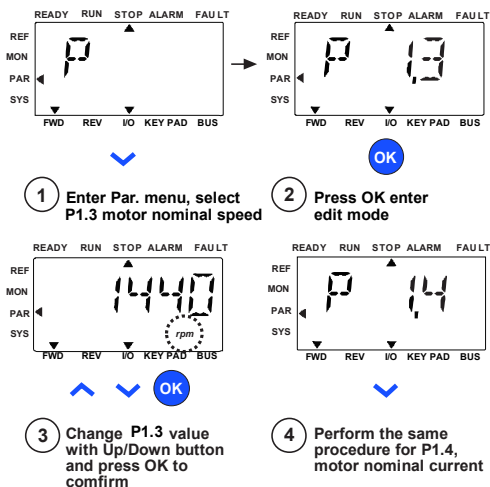 READY RUN STOP ALARM FAULT
REF
MON
PAR
SYS
P
FWD REV I/O KEYPAD BUS
1 Enter Par. menu, select
P1.3 motor nominal speed
READY RUN STOP ALARM FAULT
REF
MON
PAR
SYS
P 1,3
FWD REV I/O KEYPAD BUS
OK
2 Press OK enter
edit mode
READY RUN STOP ALARM FAULT
REF
MON
PAR
SYS
1440
rpm
FWD REV I/O KEYPAD BUS
OK
3 Change P1.3 value
with Up/Down button
and press OK to
comfirm
READY RUN STOP ALARM FAULT
REF
MON
PAR
SYS
P 1,4
FWD REV I/O KEYPAD BUS
4 Perform the same
procedure for P1.4,
motor nominal current